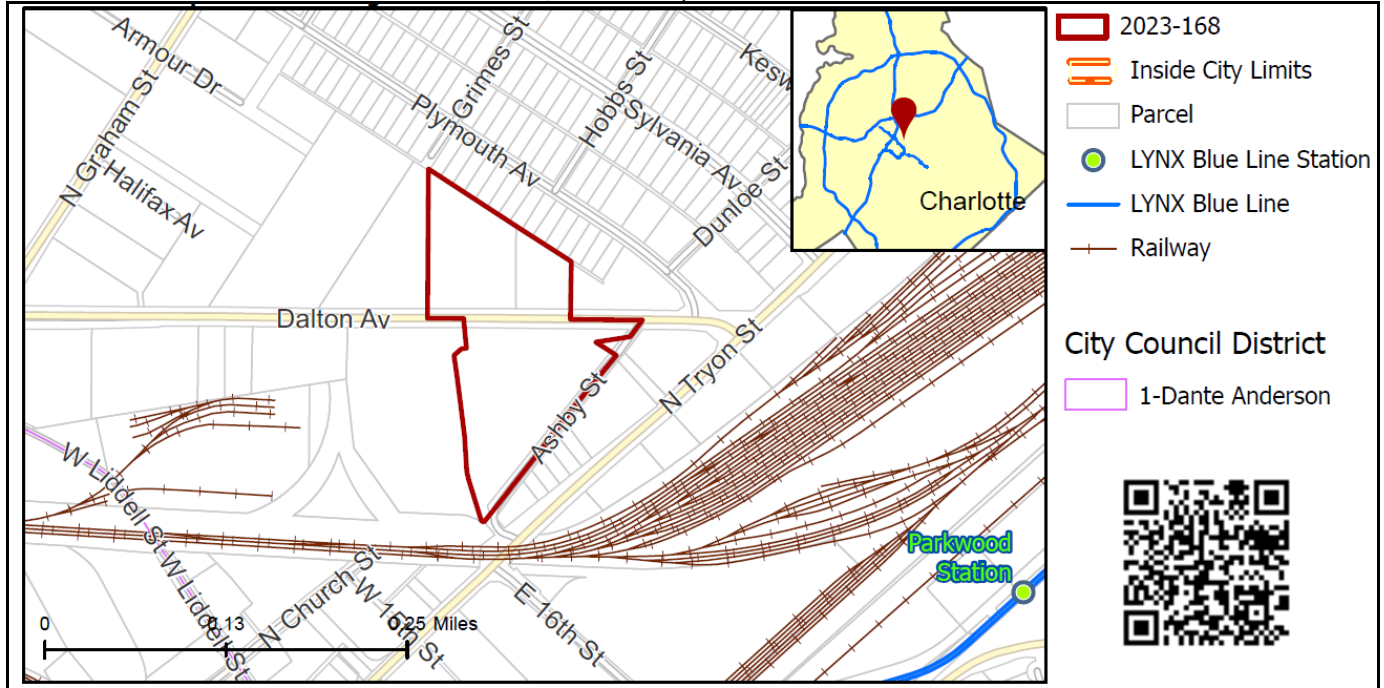 Armour Dr
Grimes St
Hobbs St
Kesw
N Graham St
Plymouth Av
Sylvania Av
Halifax Av
Dunloe St
Charlotte
Dalton Av
N Tryon St
Ashby St
W Liddell St
W Liddell St
N Church St
W 15th St
E 16th St
Parkwood
Station
0
0.13
0.25 Miles
2023-168
Inside City Limits
Parcel
LYNX Blue Line Station
LYNX Blue Line
Railway
City Council District
1-Dante Anderson